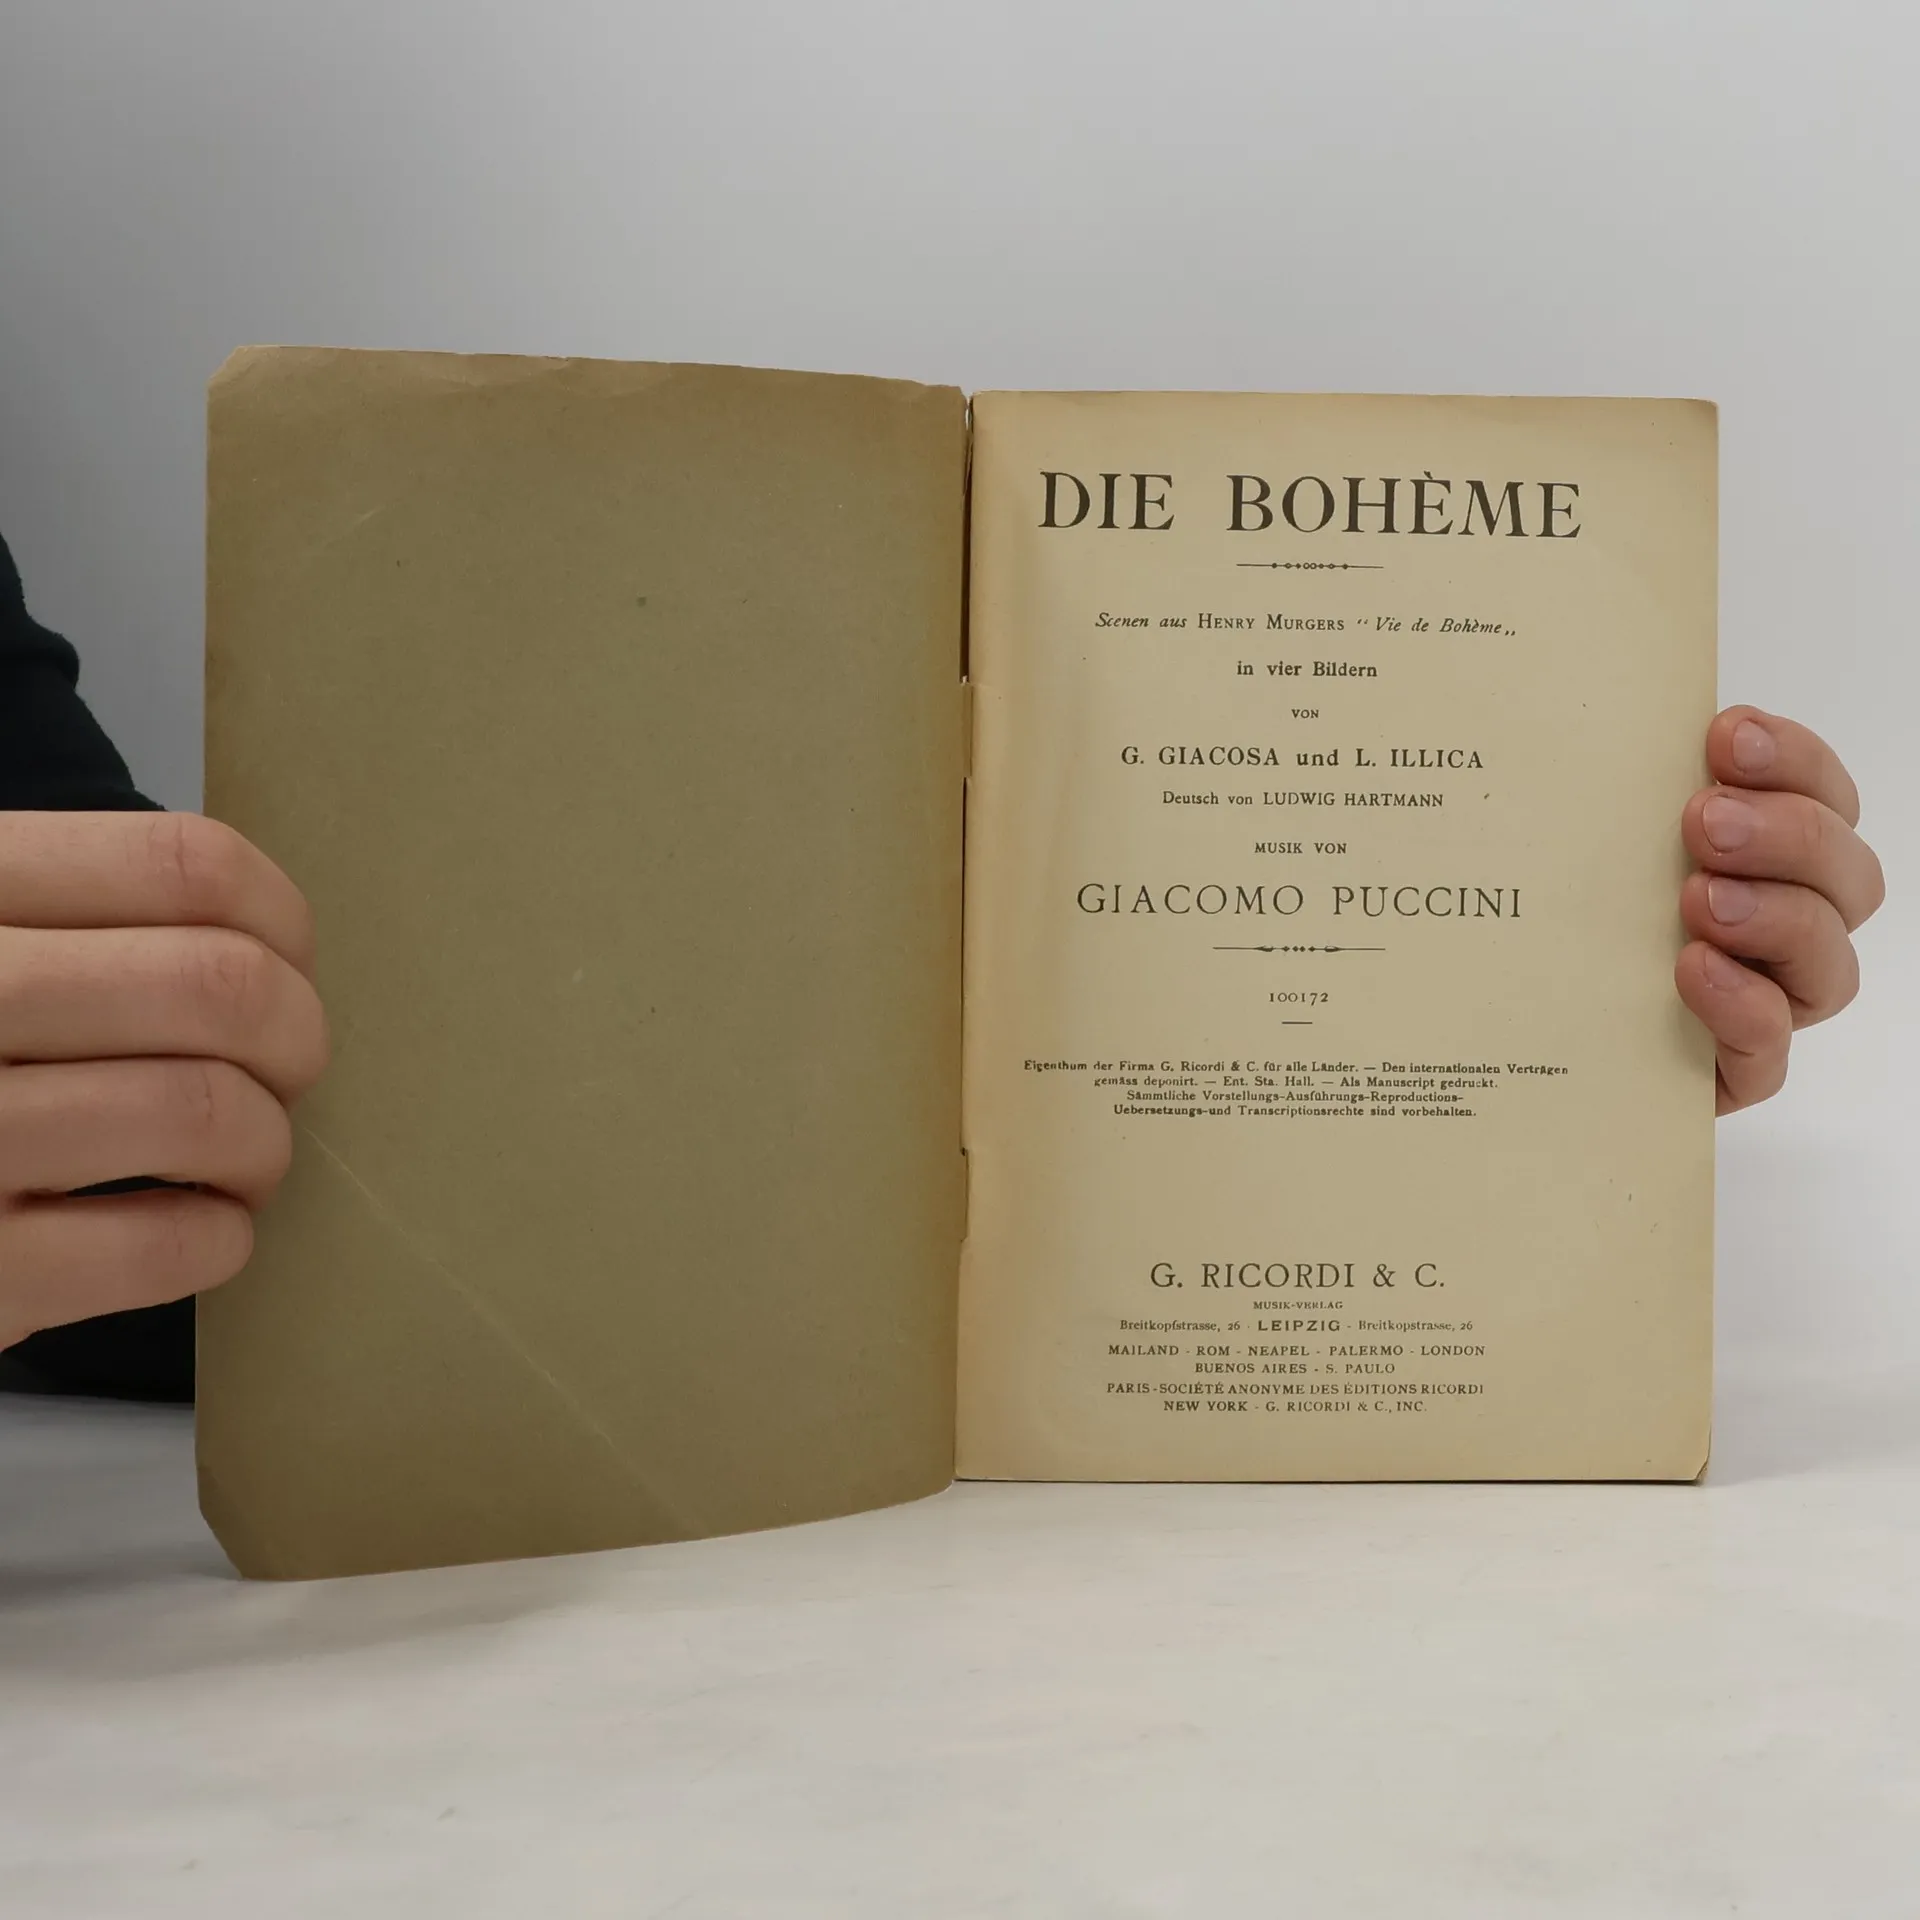 DIE BOHÈME
Scenen aus HENRY MURGERS “ Vie de Bohème„
in vier Bildern
VON
G. GIACOSA und L. ILLICA
Deutsch von LUDWIG HARTMANN
MUSIK VON
GIACOMO PUCCINI
100172
Eigenthum der Firma G. Ricordi & C. für alle Länder. — Den internationalen Verträgen
gemäss deponirt. — Ent. Sta. Hall. — Als Manuscript gedruckt.
Sämmtliche Vorstellungs-Ausführungs-Reproductions-
Uebersetzungs-und Transcriptionsrechte sind vorbehalten.
G. RICORDI & C.
MUSIK-VERLAG
Breitkopfstrasse, 26 - LEIPZIG - Breitkopstrasse, 26
MAILAND - ROM - NEAPEL - PALERMO - LONDON
BUENOS AIRES - S. PAULO
PARIS-SOCIÉTÉ ANONYME DES ÉDITIONS RICORDI
NEW YORK - G. RICORDI & C., INC.